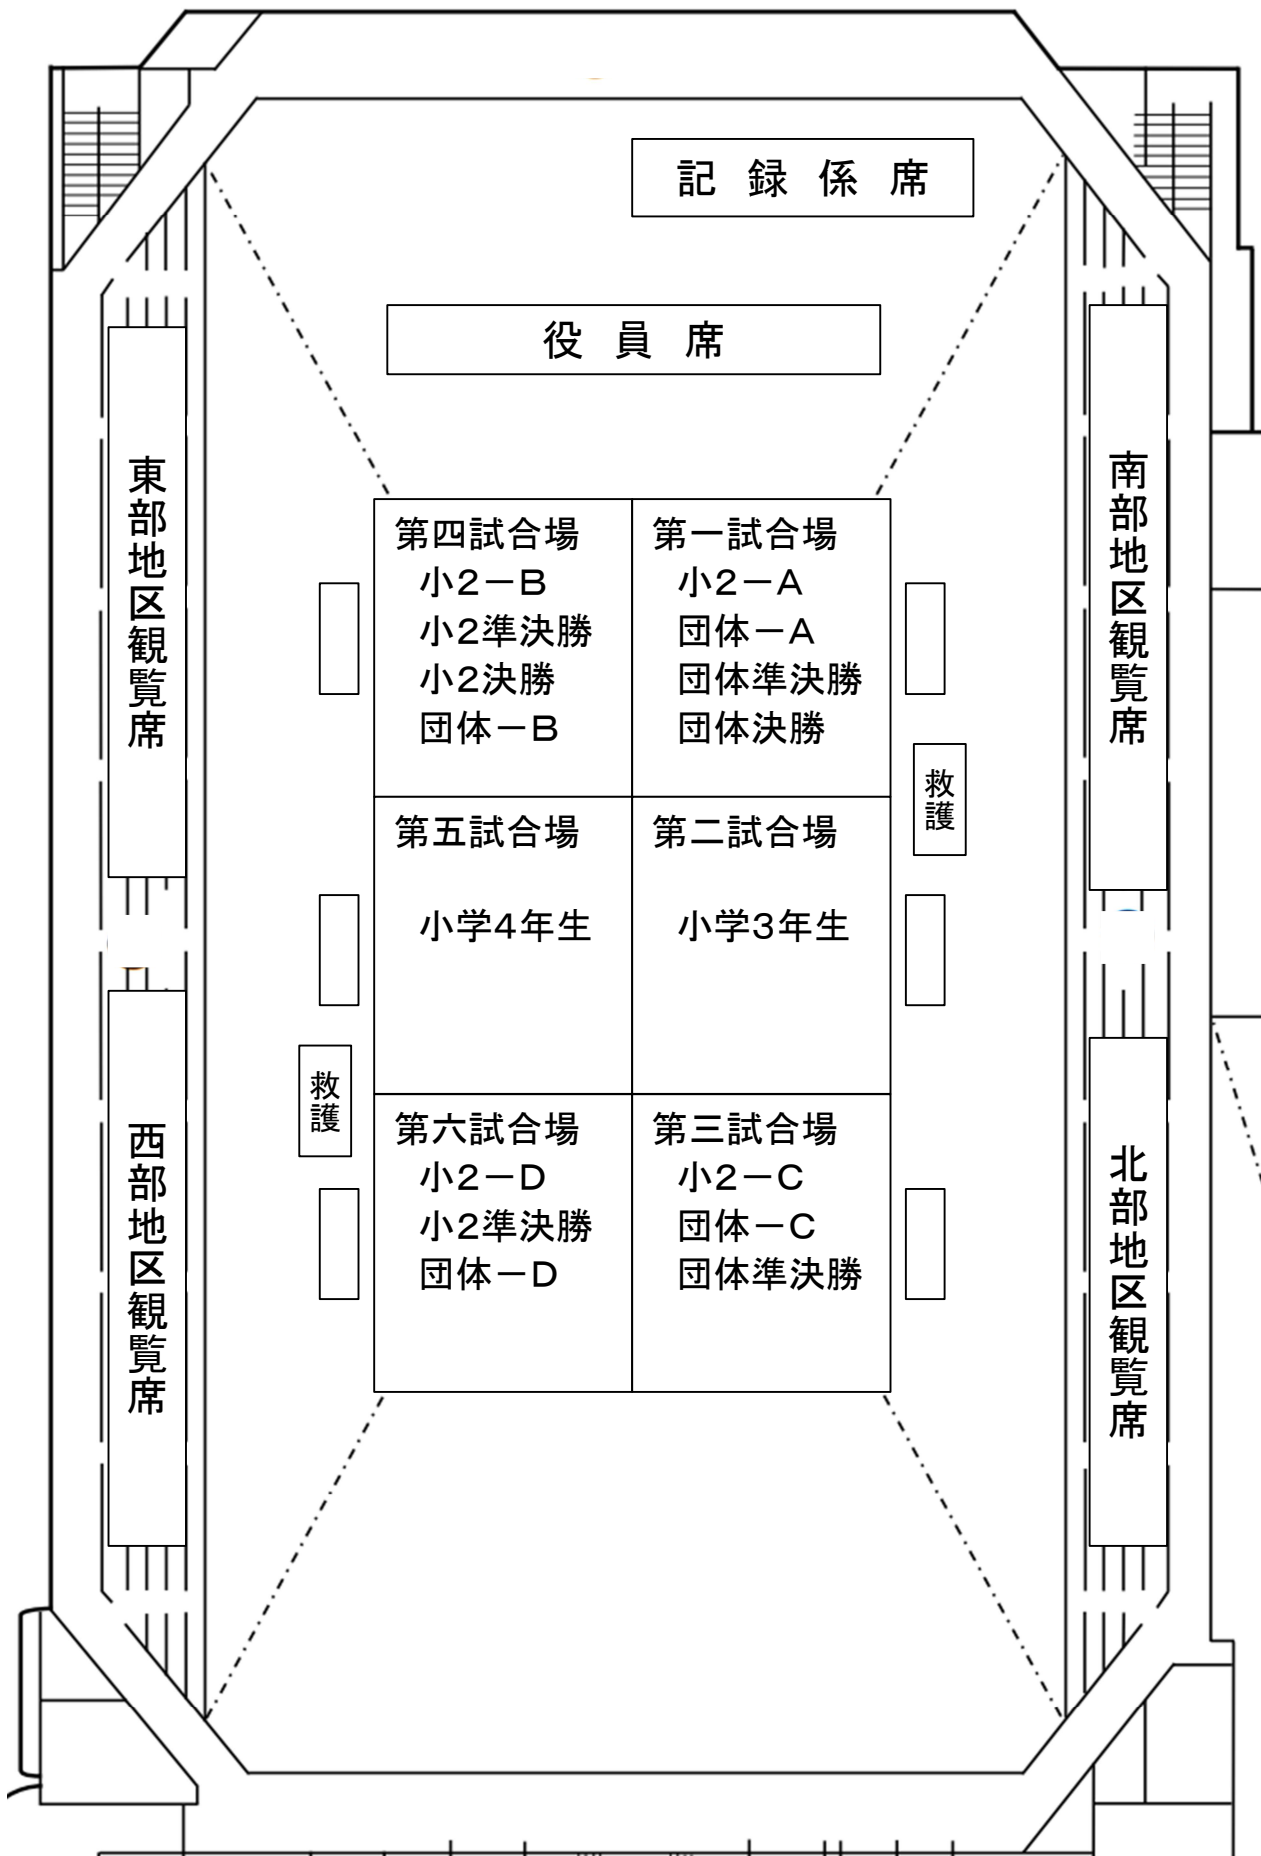 記録係席
役員席
東部地区観覧席
南部地区観覧席
第四試合場
小2－B
小2準決勝
小2決勝
団体－B
第一試合場
小2－A
団体－A
団体準決勝
団体決勝
救護
第五試合場
小学4年生
第二試合場
小学3年生
救護
西部地区観覧席
北部地区観覧席
第六試合場
小2－D
小2準決勝
団体－D
第三試合場
小2－C
団体－C
団体準決勝